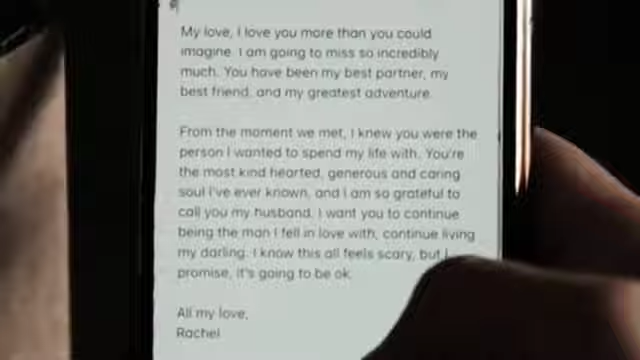 My love, I love you more than you could
imagine. I am going to miss so incredibly
much. You have been my best partner, my
best friend, and my greatest adventure.
From the moment we met, I knew you were the
person I wanted to spend my life with. You're
the most kind hearted, generous and caring
soul I've ever known, and I am so grateful to
call you my husband. I want you to continue
being the man I fell in love with, continue living
my darling. I know this all feels scary, but I
promise, it's going to be ok.
All my love,
Rachel